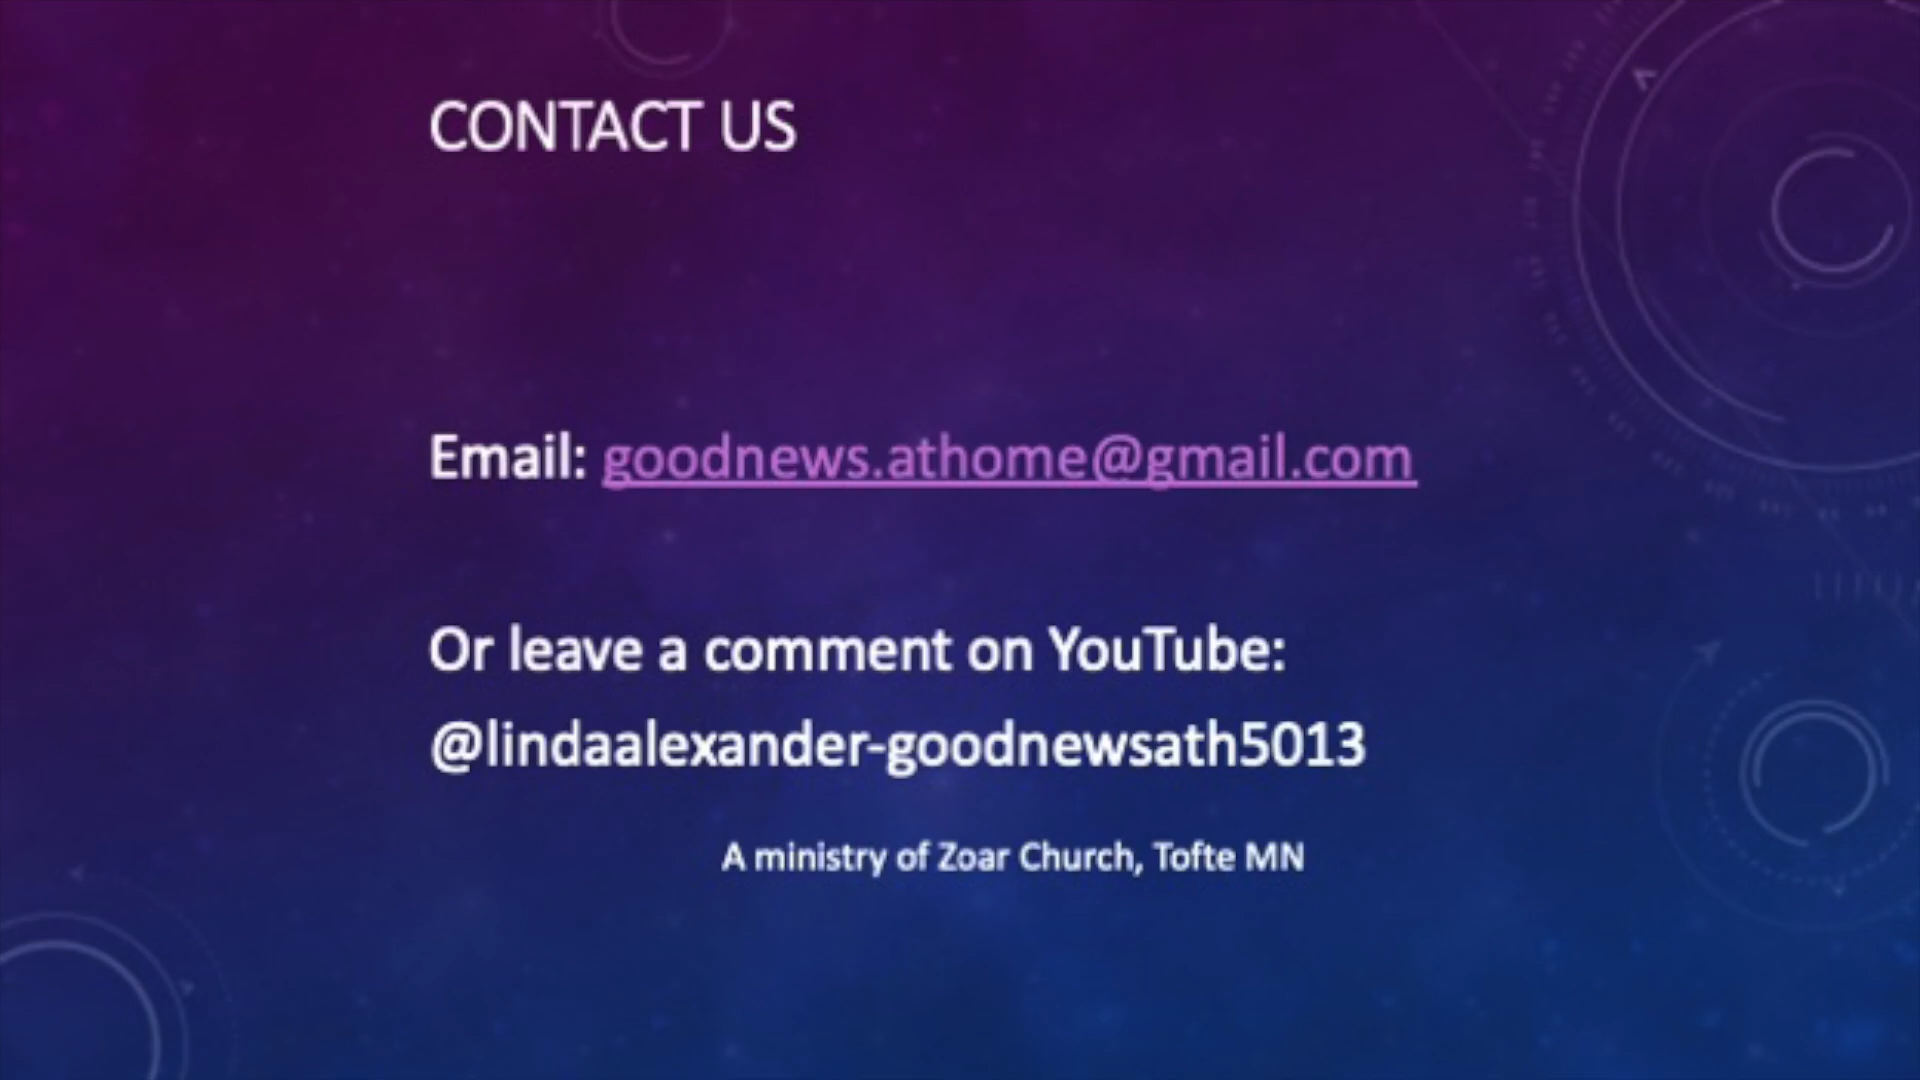 CONTACT US
Email: goodnews.athome@gmail.com
Or leave a comment on YouTube:
@lindaalexander-goodnewsath5013
A ministry of Zoar Church, Tofte MN